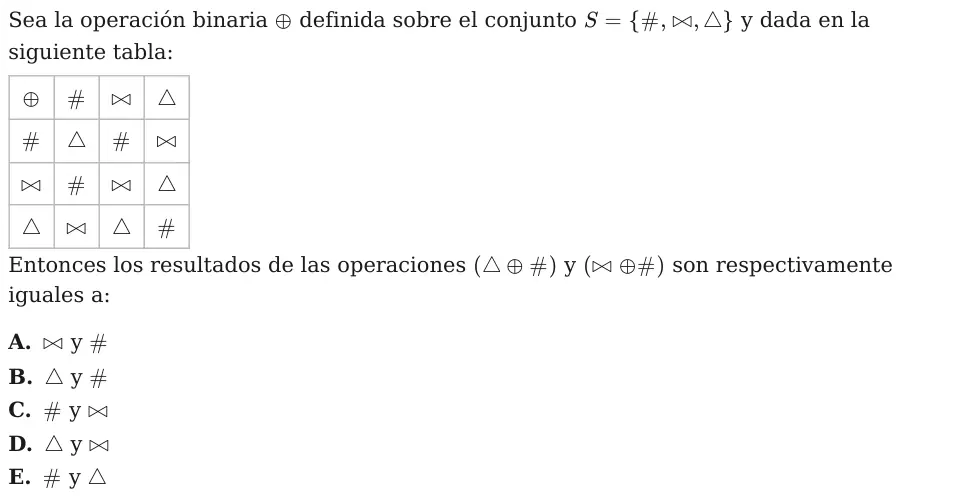 Sea la operación binaria ⊕ definida sobre el conjunto S = {#, ⋈, △} y dada en la
siguiente tabla:
⊕ # ⋈ △
# △ # ⋈
⋈ # ⋈ △
△ ⋈ △ #
Entonces los resultados de las operaciones (△ ⊕ #) y (⋈ ⊕#) son respectivamente
iguales a:
A. ⋈ y #
B. △ y #
C. # y ⋈
D. △ y ⋈
E. # y △